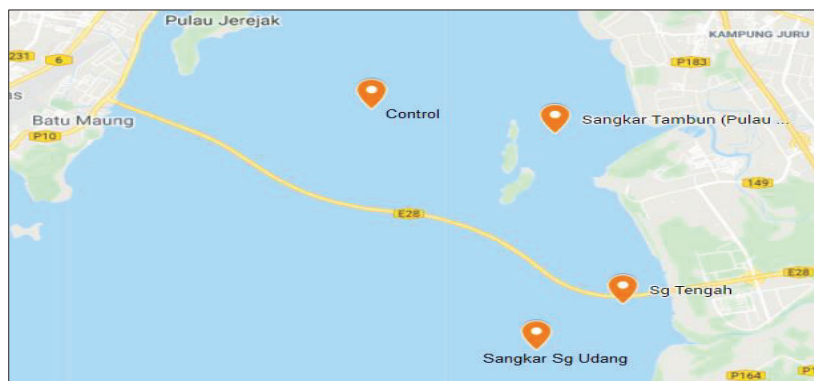 Pulau Jerejak
KAMPUNG JURU
231
6
P183
as
Control
Batu Maung
Sangkar Tambun (Pulau ...
P10
149
E28
E28
Sg Tengah
Sangkar Sg Udang
P164